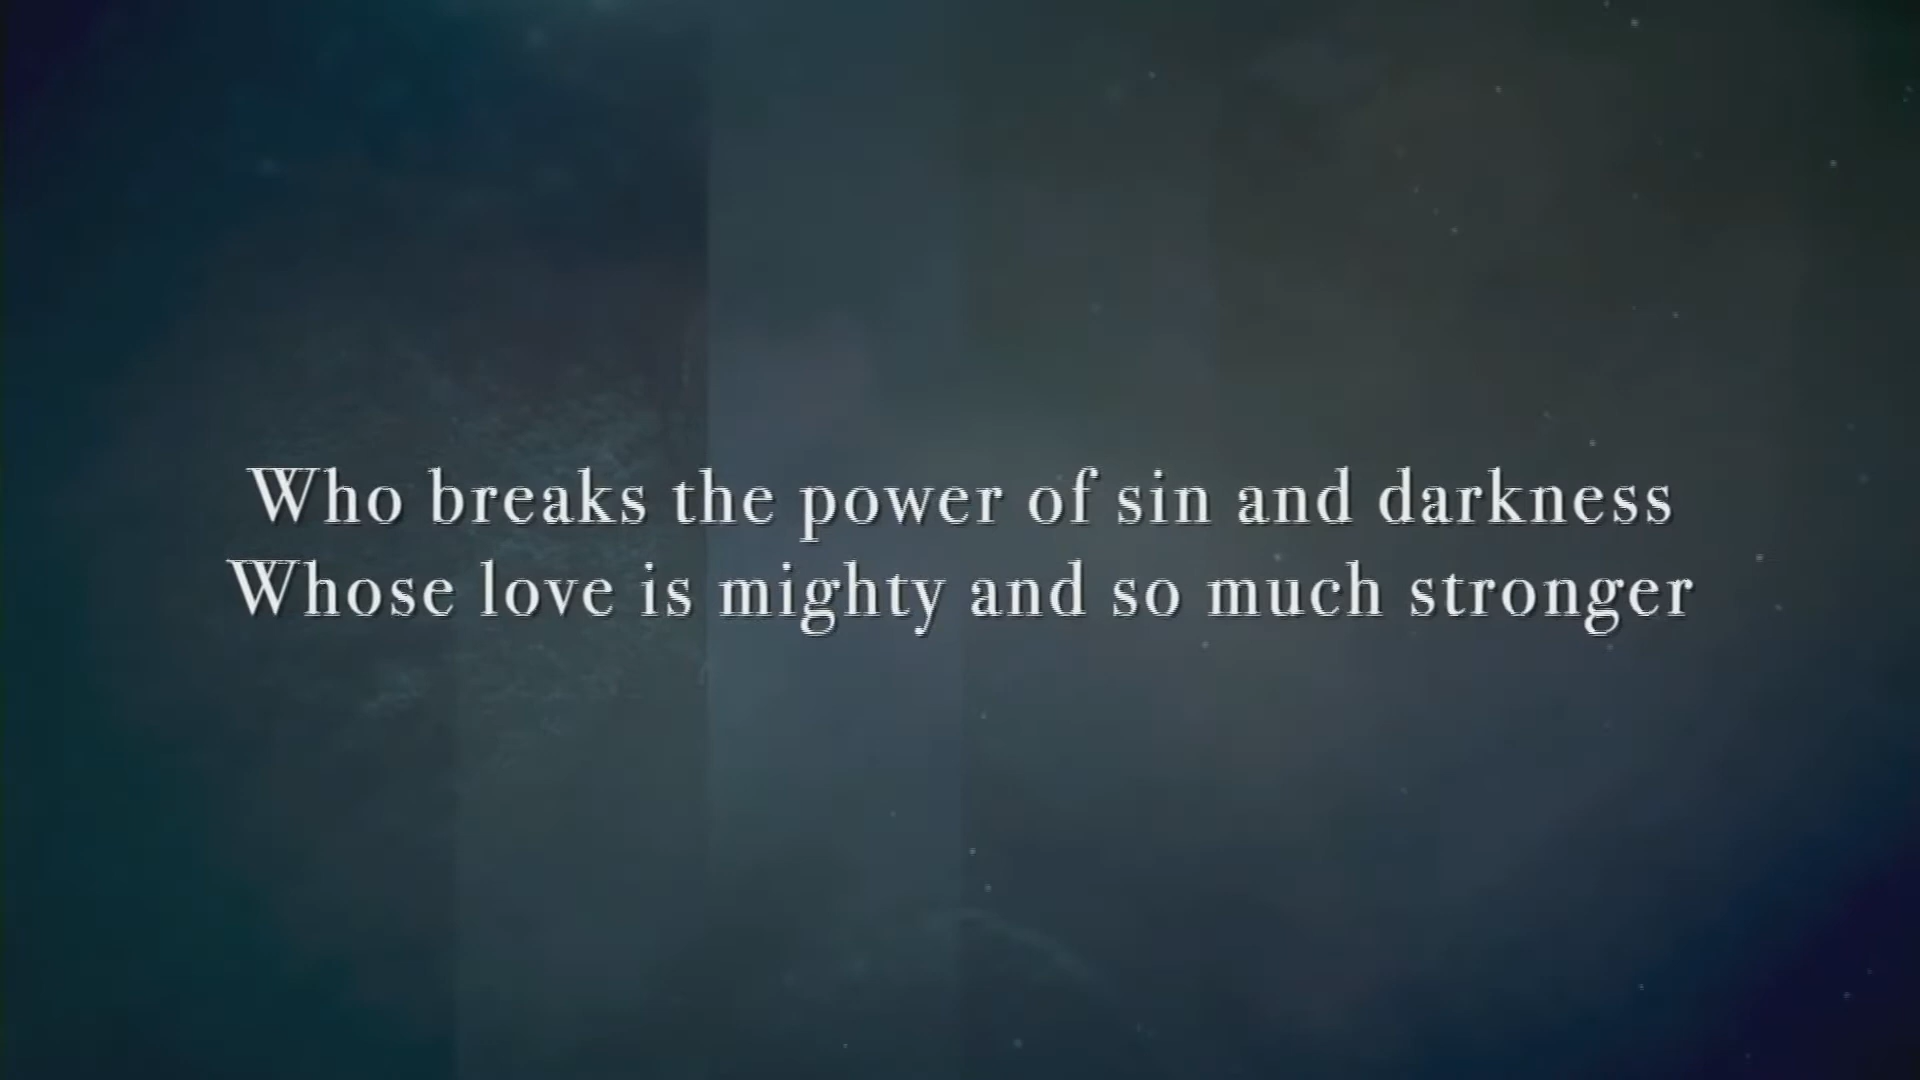 Who breaks the power of sin and darkness
Whose love is mighty and so much stronger